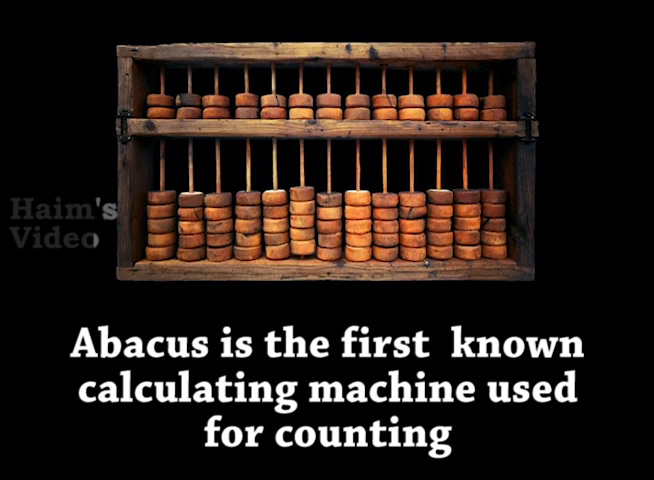 Haim's
Video
Abacus is the first known
calculating machine used
for counting